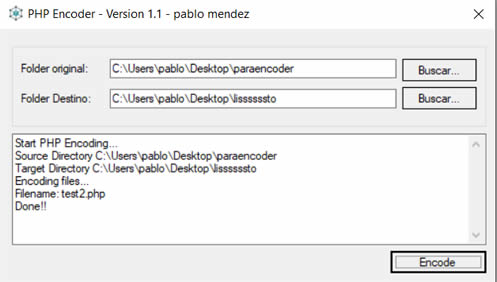 PHP Encoder - Version 1.1 - pablo mendez
Folder original: C:\Users\pablo\Desktop\paraencoder Buscar...
Folder Destino: C:\Users\pablo\Desktop\lisssssssto Buscar...
Start PHP Encoding...
Source Directory C:\Users\pablo\Desktop\paraencoder
Target Directory C:\Users\pablo\Desktop\lisssssssto
Encoding files...
Filename: test2.php
Done!!
Encode